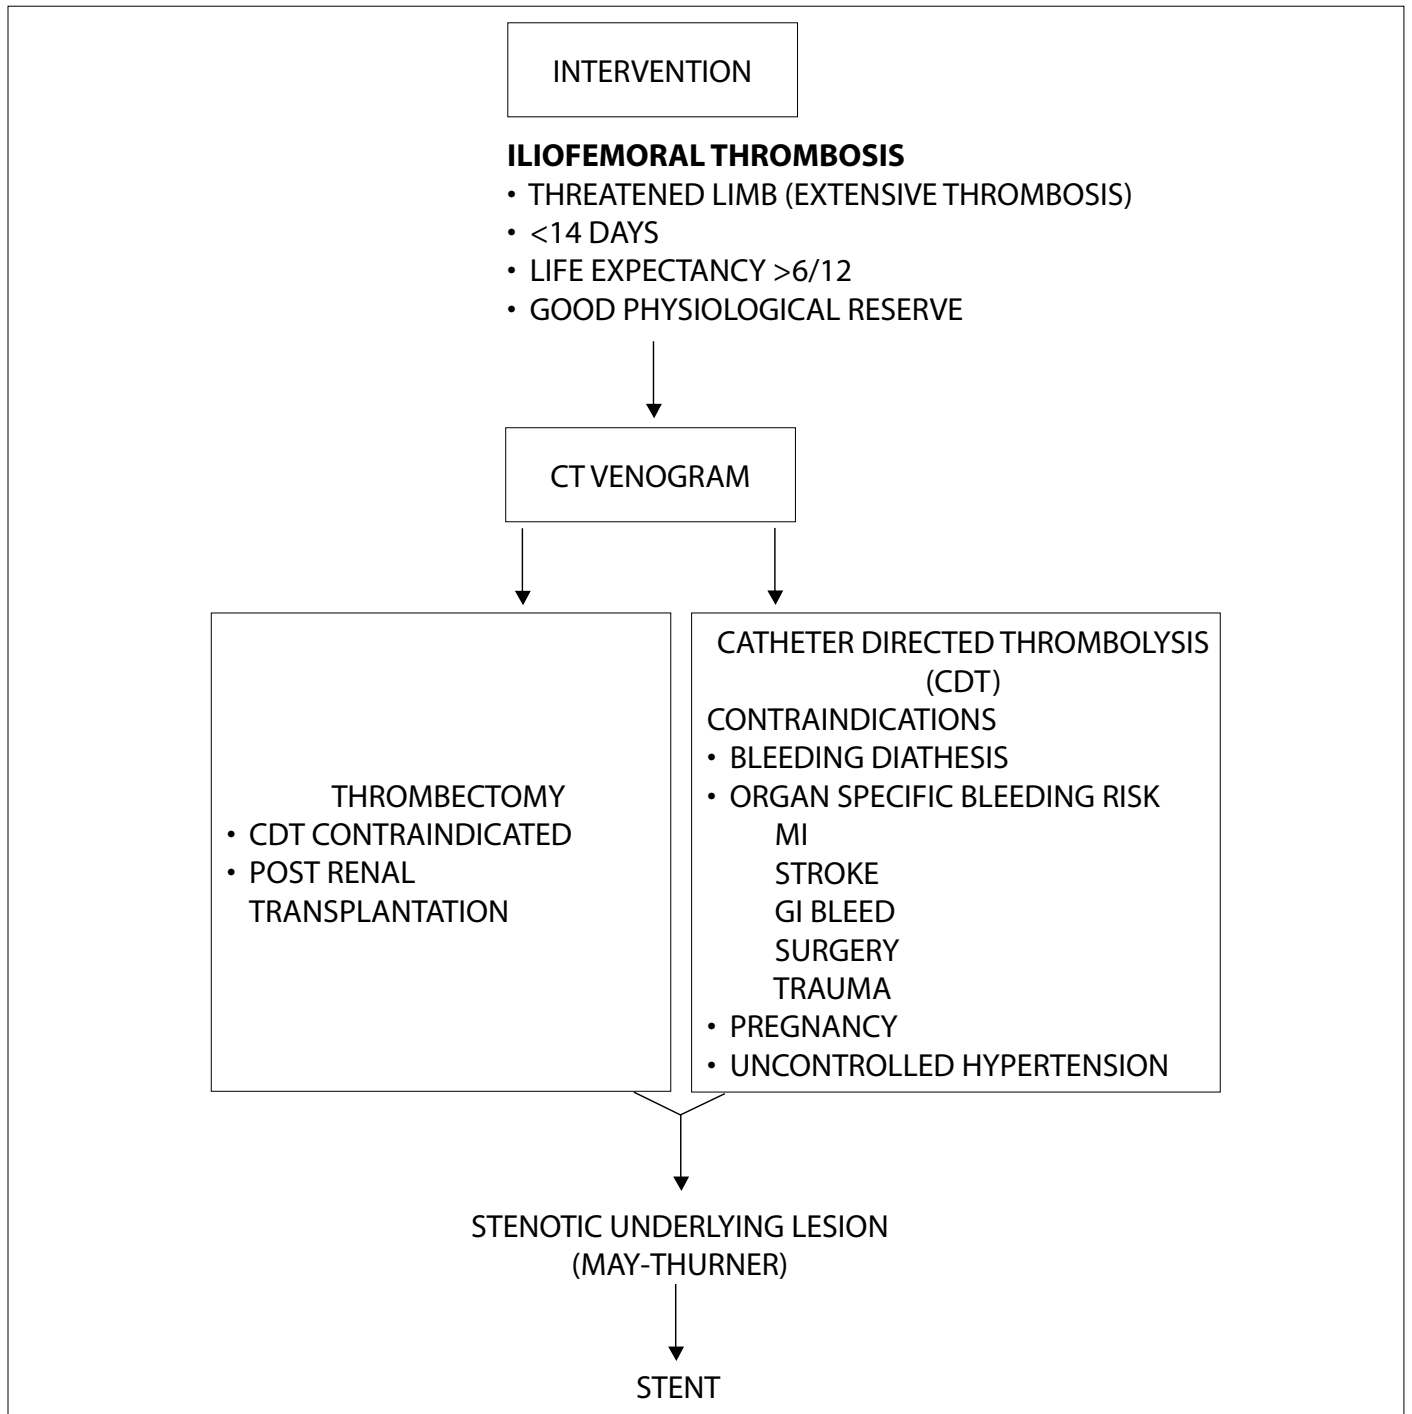 INTERVENTION
ILIOFEMORAL THROMBOSIS
• THREATENED LIMB (EXTENSIVE THROMBOSIS)
• <14 DAYS
• LIFE EXPECTANCY >6/12
• GOOD PHYSIOLOGICAL RESERVE
CT VENOGRAM
THROMBECTOMY
• CDT CONTRAINDICATED
• POST RENAL
TRANSPLANTATION
CATHETER DIRECTED THROMBOLYSIS
(CDT)
CONTRAINDICATIONS
• BLEEDING DIATHESIS
• ORGAN SPECIFIC BLEEDING RISK
MI
STROKE
GI BLEED
SURGERY
TRAUMA
• PREGNANCY
• UNCONTROLLED HYPERTENSION
STENOTIC UNDERLYING LESION
(MAY-THURNER)
STENT